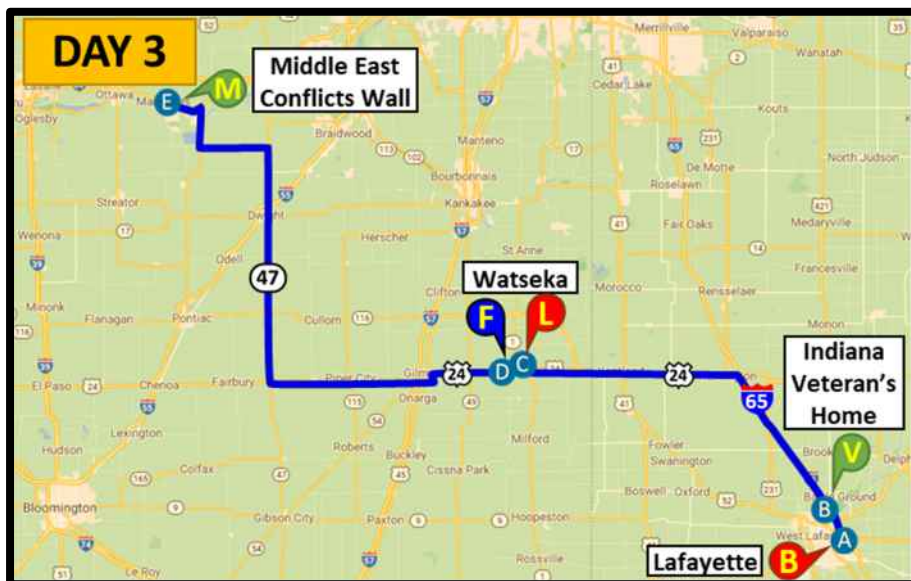 DAY 3
Middle East
Conflicts Wall
M
E
Ottawa
Oglesby
Merrillville
Valparaiso
Wanatah
Cedar Lake
Kouts
Braidwood
Manteno
Bourbonnais
Kankakee
De Motte
North Judson
Roselawn
Streator
Dwight
Herscher
St Anne
Fair Oaks
Medaryville
Wenona
Odell
Clifton
Watseka
Morocco
Rensselaer
Francesville
47
Minonk
Flanagan
Pontiac
Cullom
F
L
Monon
Indiana
Veteran's
Home
D
C
24
24
65
El Paso
Chenoa
Fairbury
Piper City
Onarga
Lexington
Hudson
Roberts
Buckley
Milford
Fowler
Swanington
V
Colfax
Cissna Park
Boswell
Oxford
B
Bloomington
Gibson City
Paxton
Hoopeston
A
Le Roy
Rossville
Lafayette
B